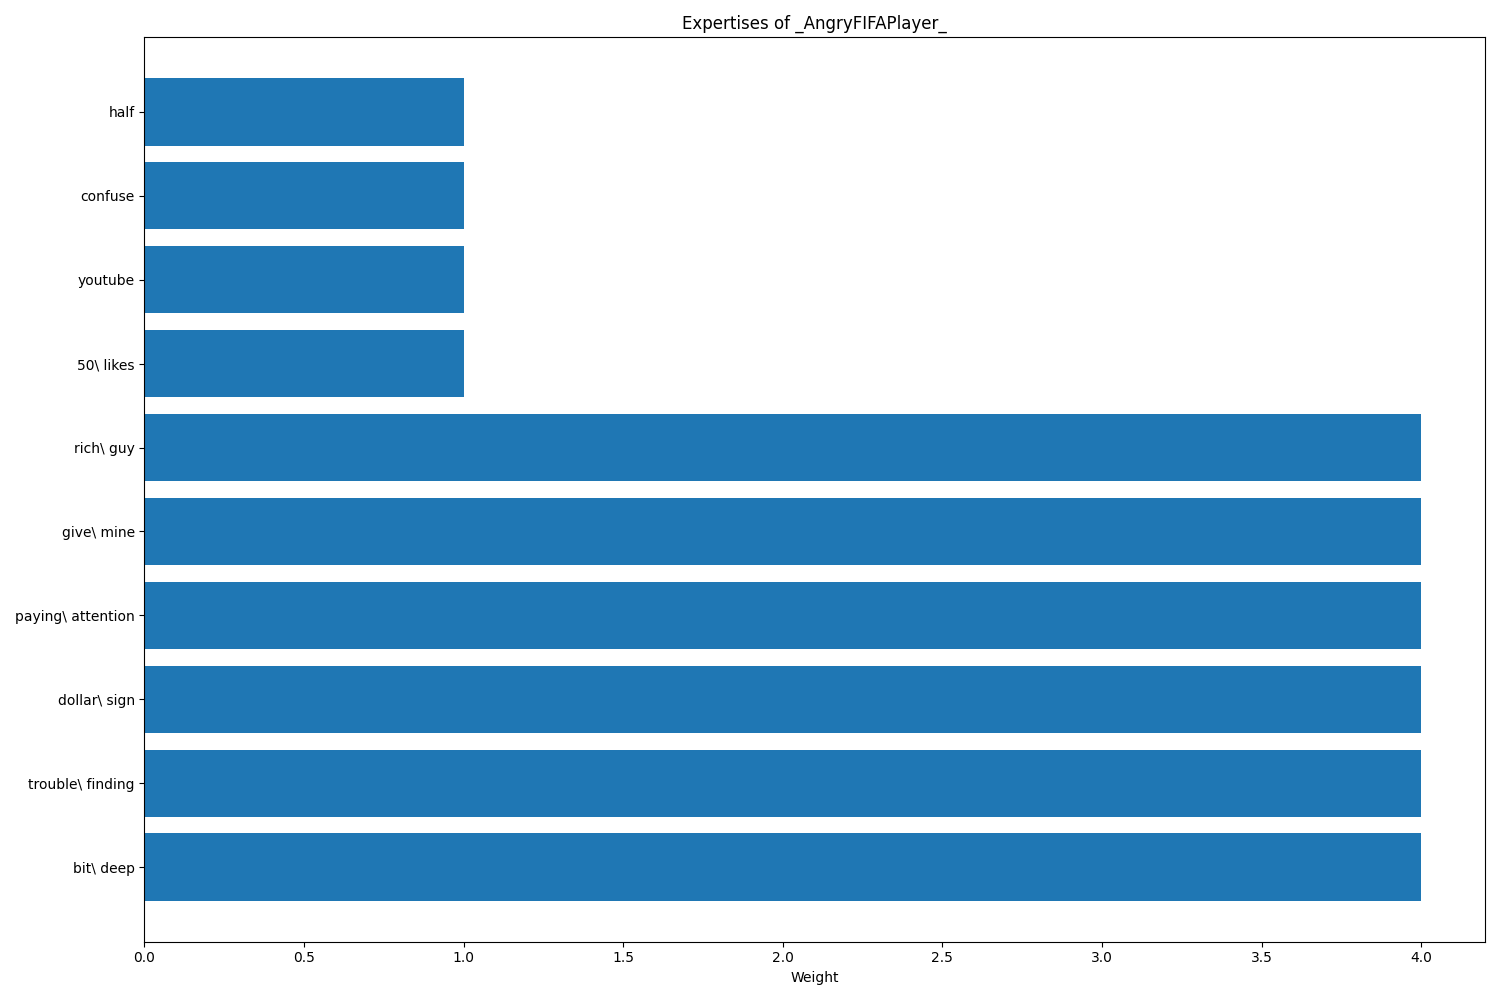 Expertises of _AngryFIFAPlayer_
half
confuse
youtube
50\ likes
rich\ guy
give\ mine
paying\ attention
dollar\ sign
trouble\ finding
bit\ deep
0.0 0.5 1.0 1.5 2.0 2.5 3.0 3.5 4.0
Weight